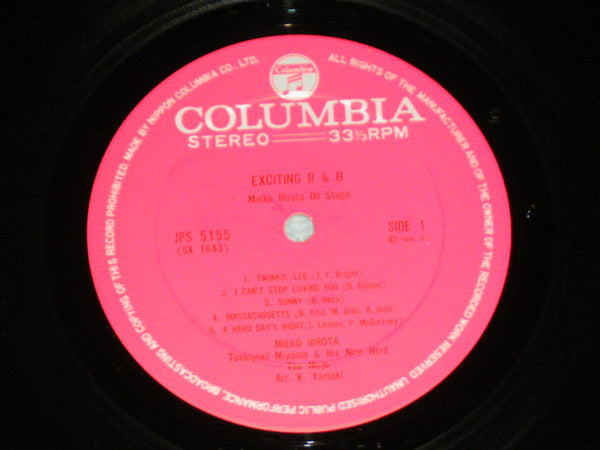 Columbia
COLUMBIA
STEREO 33⅓RPM
EXCITING R & B
Mieko Hirota On Stage
JPS 5155
(SX 1643)
SIDE 1
1. TWINKIE-LEE (J. F. Bright)
2. I CAN'T STOP LOVING YOU (D. Gibson)
3. SUNNY (B. Hebb)
4. MASSACHUSETTS (B. Gibb, M. Gibb, R. Gibb)
5. A HARD DAY'S NIGHT(J. Lennon, P. McCartney)
MIEKO HIROTA
Toshiyuki Miyama & His New Herd
The Mojo
Arr. K. Yamaki
ALL RIGHTS OF THE MANUFACTURER AND OF THE OWNER OF THE RECORDED WORK RESERVED. UNAUTHORISED PUBLIC PERFORMANCE, BROADCASTING AND COPYING OF THIS RECORD PROHIBITED. MADE BY NIPPON COLUMBIA CO., LTD.